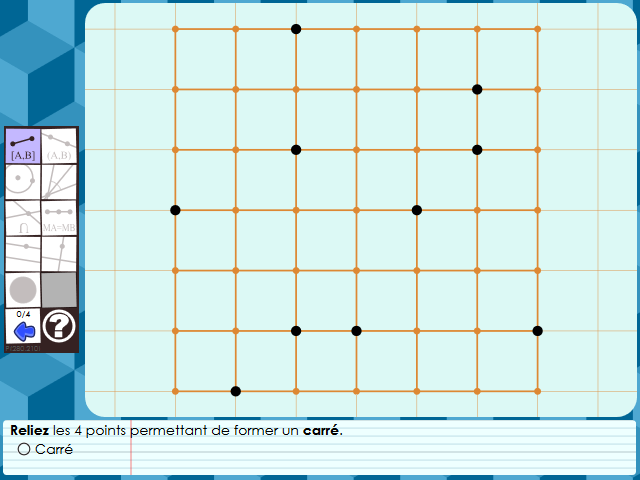 [A,B]
(A,B)
MA=MB
0/4
?
Reliez les 4 points permettant de former un carré.
Carré